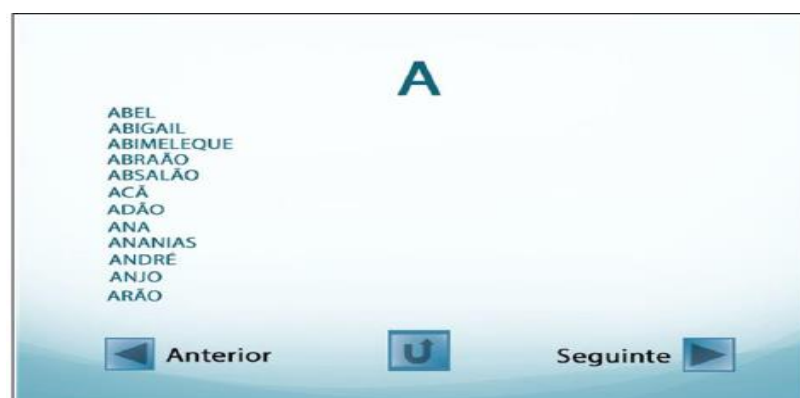 A
ABEL
ABIGAIL
ABIMELEQUE
ABRAÃO
ABSALÃO
ACÃ
ADÃO
ANA
ANANIAS
ANDRÉ
ANJO
ARÃO
Anterior
Seguinte